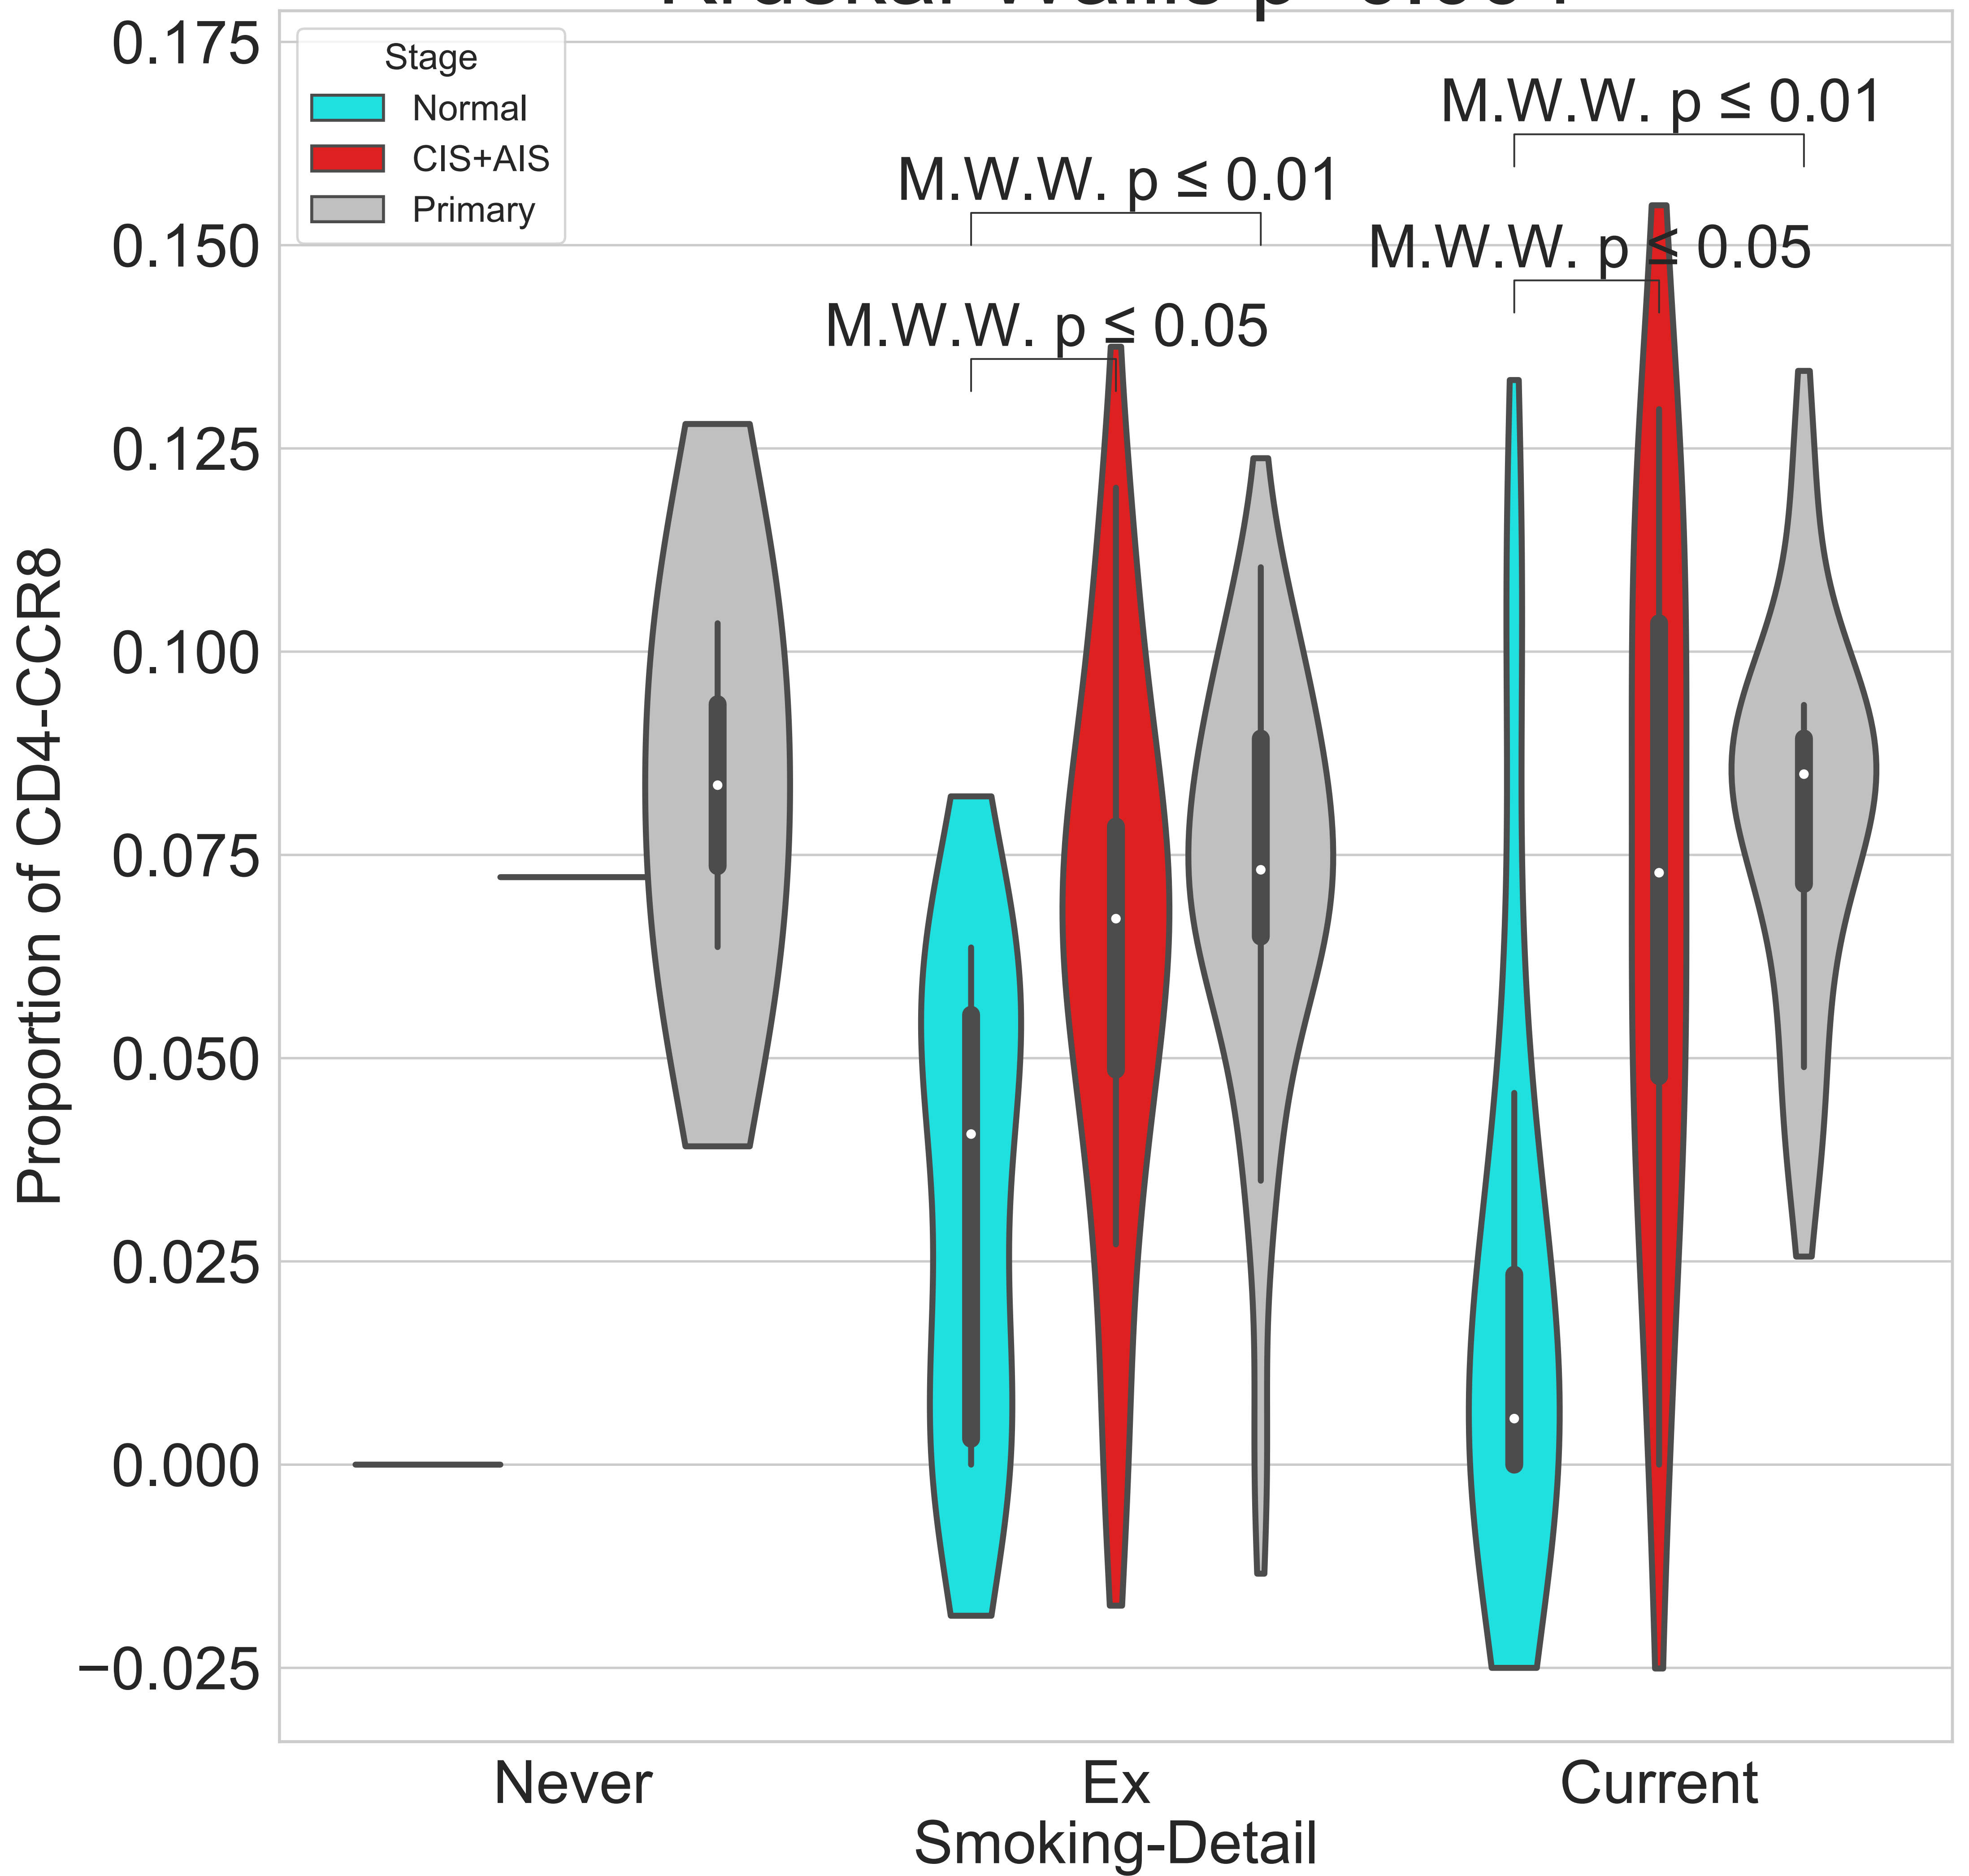 Stage
Normal
CIS+AIS
Primary
M.W.W. p ≤ 0.01
M.W.W. p ≤ 0.01
M.W.W. p ≤ 0.05
M.W.W. p ≤ 0.05
0.175
0.150
0.125
0.100
0.075
0.050
0.025
0.000
−0.025
Proportion of CD4-CCR8
Never
Ex
Current
Smoking-Detail